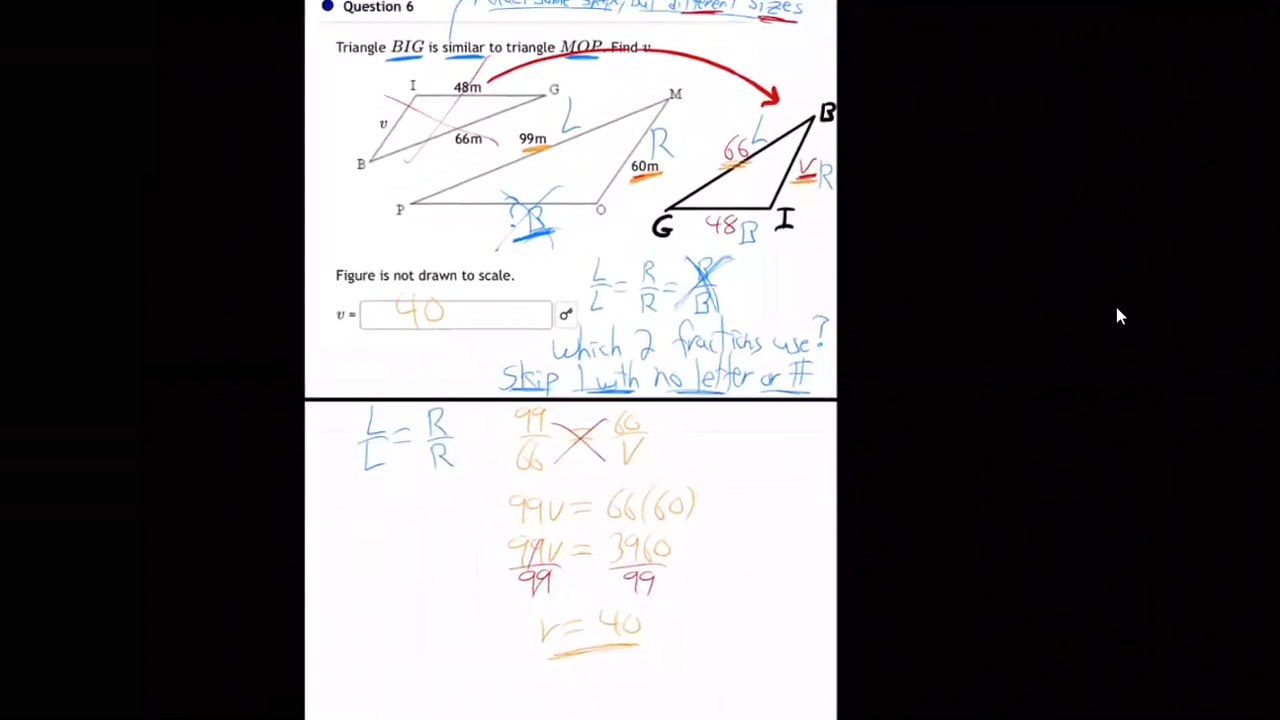 Question 6
but different sizes
Triangle BIG is similar to triangle MOP. Find v.
I 48m G
v
66m
B
M
99m L
R
60m
P
? B
O
B
66 L
v R
G 48 B I
Figure is not drawn to scale.
L/L = R/R = B/B
v = 40
which 2 fractions use?
Skip 1 with no letter or #
L/L = R/R
99/66 = 60/V
99v = 66(60)
99v/99 = 3960/99
v = 40